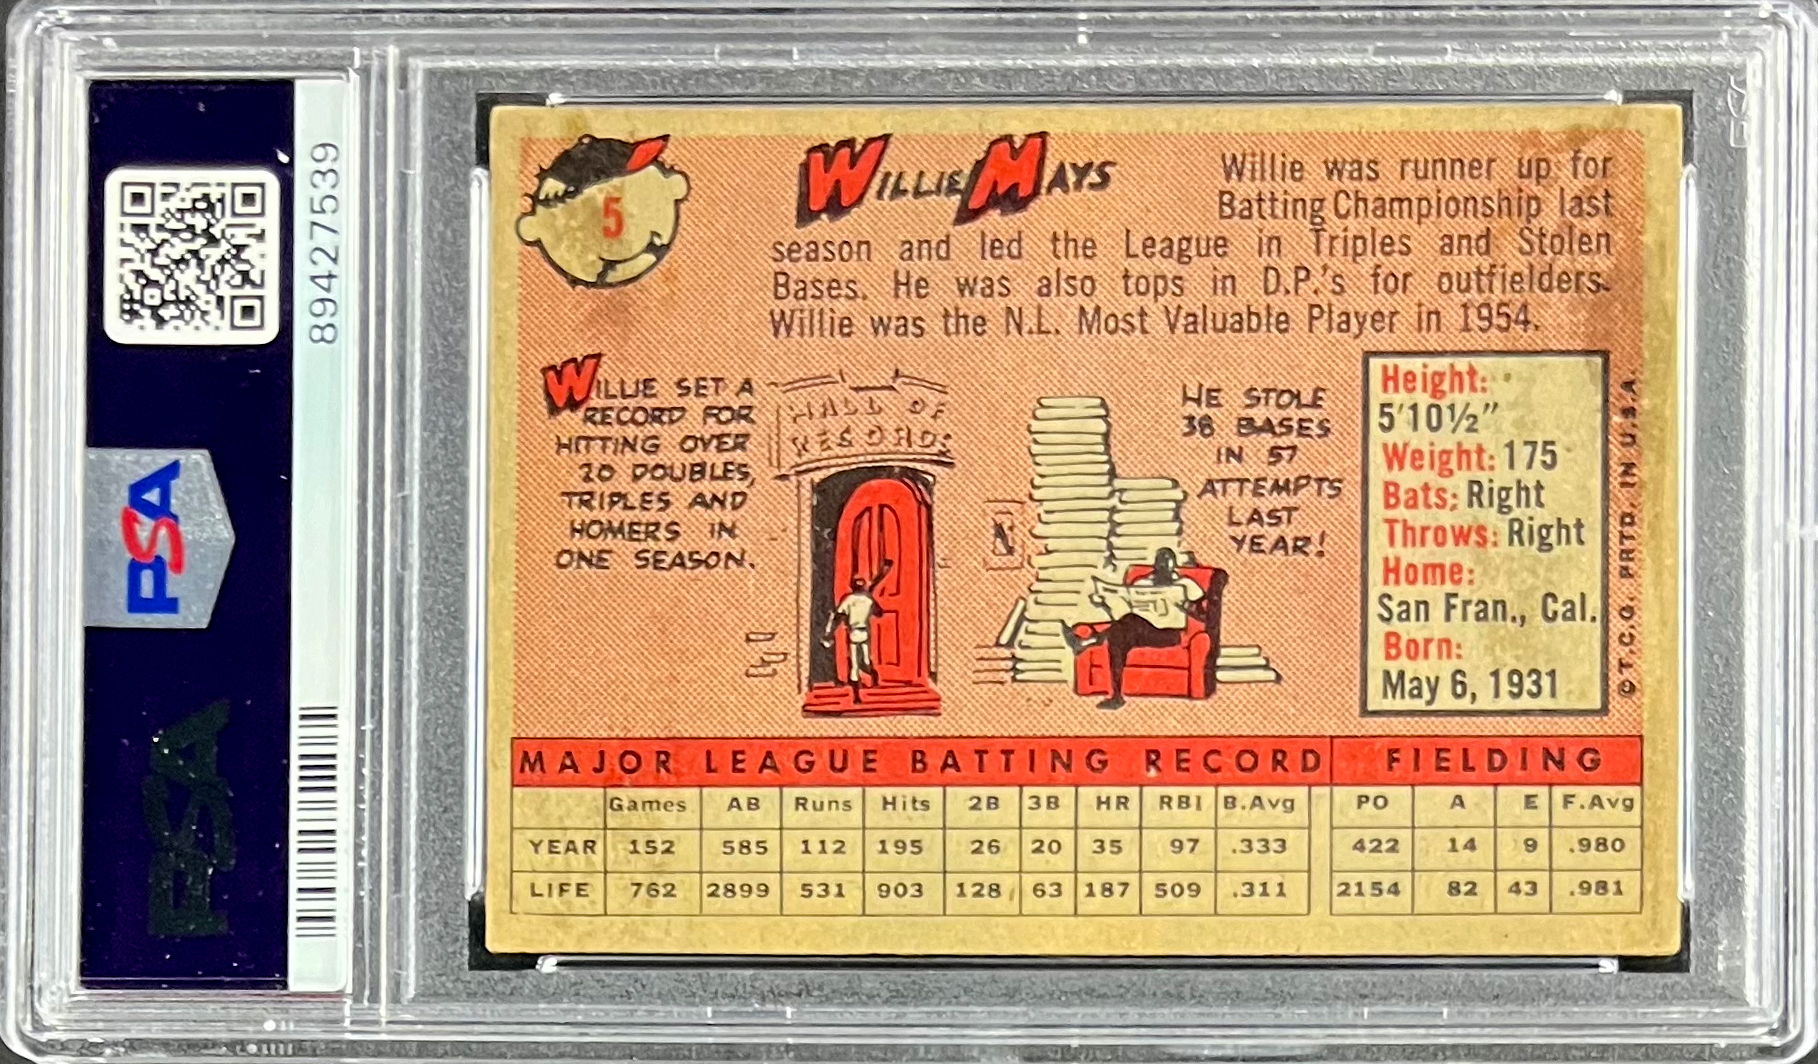 PSA
89427539
PSA
5
WILLIE MAYS
Willie was runner up for
Batting Championship last
season and led the League in Triples and Stolen
Bases. He was also tops in D.P.'s for outfielders.
Willie was the N.L. Most Valuable Player in 1954.
WILLIE SET A
RECORD FOR
HITTING OVER
20 DOUBLES,
TRIPLES AND
HOMERS IN
ONE SEASON.
HALL OF
RECORDS
HE STOLE
38 BASES
IN 57
ATTEMPTS
LAST
YEAR!
Height:
5'10½"
Weight: 175
Bats: Right
Throws: Right
Home:
San Fran., Cal.
Born:
May 6, 1931
©T.C.G. PRTD. IN U.S.A.
MAJOR LEAGUE BATTING RECORD FIELDING
Games AB Runs Hits 2B 3B HR RBI B.Avg PO A E F.Avg
YEAR 152 585 112 195 26 20 35 97 .333 422 14 9 .980
LIFE 762 2899 531 903 128 63 187 509 .311 2154 82 43 .981